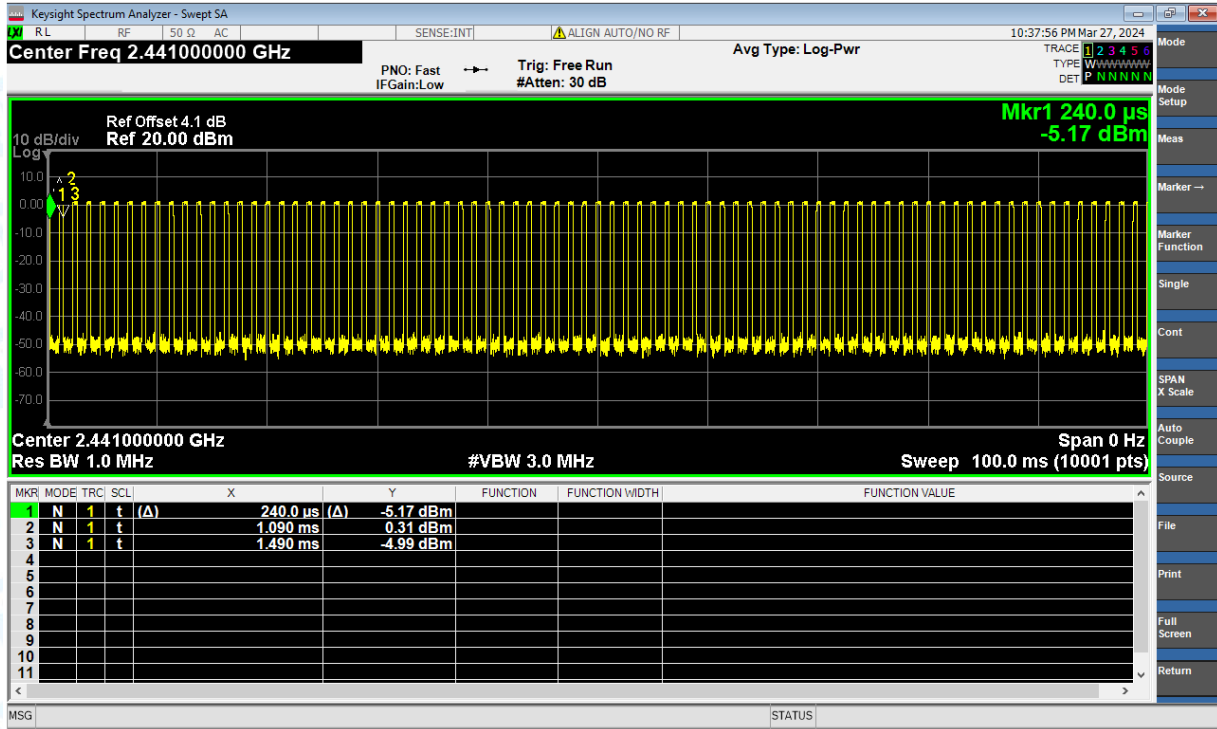 Keysight Spectrum Analyzer - Swept SA
LXI RL RF 50 Ω AC SENSE:INT ALIGN AUTO/NO RF 10:37:56 PM Mar 27, 2024
Center Freq 2.441000000 GHz
Avg Type: Log-Pwr
TRACE 1 2 3 4 5 6
TYPE WWWWWW
DET P N N N N N
PNO: Fast
IFGain:Low
Trig: Free Run
#Atten: 30 dB
Mkr1 240.0 µs
-5.17 dBm
Ref Offset 4.1 dB
10 dB/div Ref 20.00 dBm
Log
10.0
0.00
-10.0
-20.0
-30.0
-40.0
-50.0
-60.0
-70.0
2
1 3
Center 2.441000000 GHz Span 0 Hz
Res BW 1.0 MHz #VBW 3.0 MHz Sweep 100.0 ms (10001 pts)
MKR MODE TRC SCL X Y FUNCTION FUNCTION WIDTH FUNCTION VALUE
1 N 1 t (Δ) 240.0 µs (Δ) -5.17 dBm
2 N 1 t 1.090 ms 0.31 dBm
3 N 1 t 1.490 ms -4.99 dBm
4
5
6
7
8
9
10
11
MSG STATUS
Mode
Mode
Setup
Meas
Marker→
Marker
Function
Single
Cont
SPAN
X Scale
Auto
Couple
Source
File
Print
Full
Screen
Return